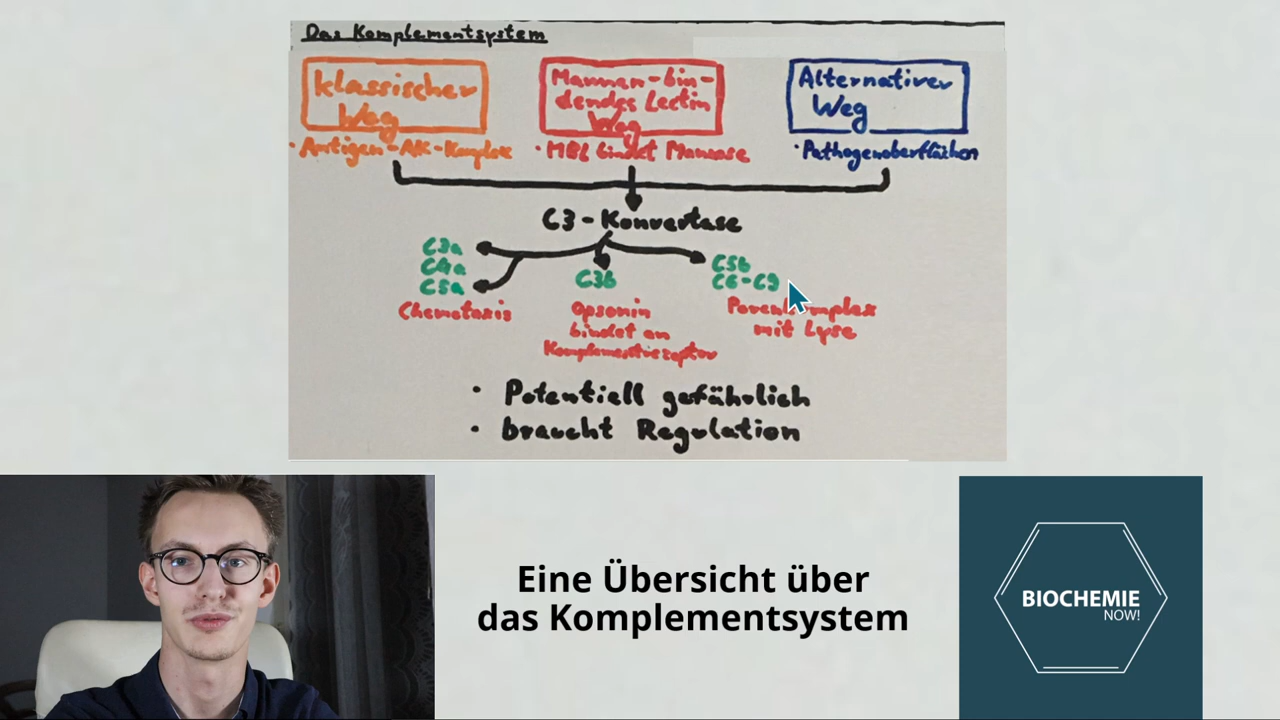 Das Komplementsystem
Klassischer
Weg
Mannan-bin-
dendes Lectin
Weg
Alternativer
Weg
· Antigen-AK-Komplex
· MBL bindet Mannose
· Pathogenoberflächen
C3-Konvertase
C3a
C4a
C5a
Chemotaxis
C3b
Opsonin
bindet an
Komplementrezeptor
C5b
C6-C9
Porenkomplex
mit Lyse
· Potentiell gefährlich
· braucht Regulation
Eine Übersicht über
das Komplementsystem
BIOCHEMIE
NOW!